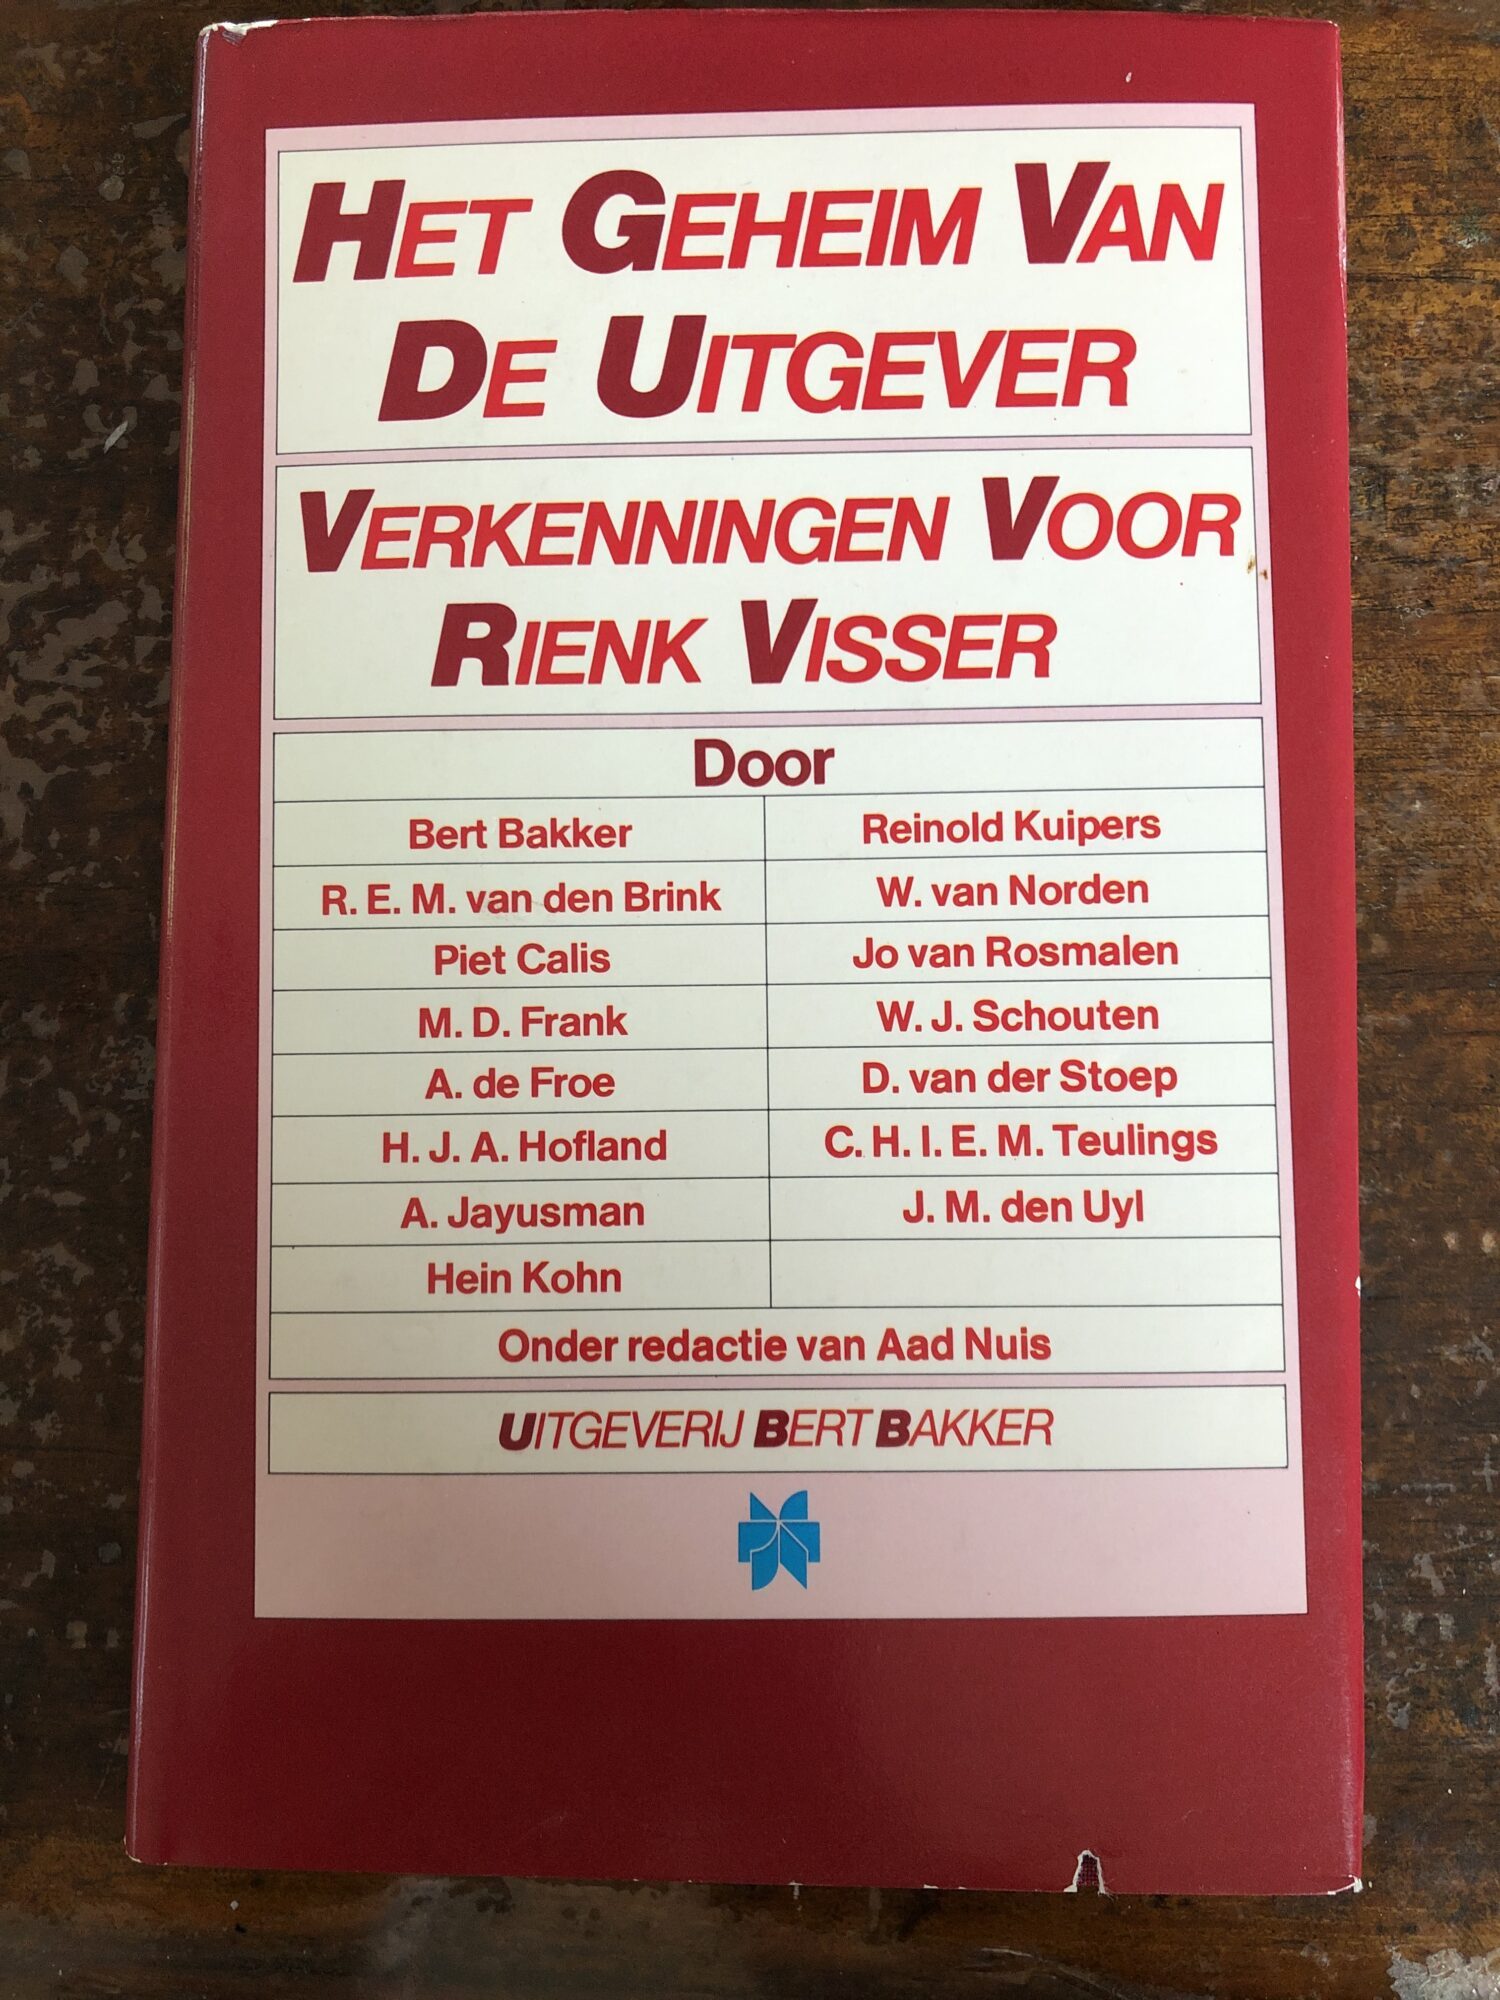 HET GEHEIM VAN
DE UITGEVER
VERKENNINGEN VOOR
RIENK VISSER
Door
Bert Bakker
R. E. M. van den Brink
Piet Calis
M. D. Frank
A. de Froe
H. J. A. Hofland
A. Jayusman
Hein Kohn
Reinold Kuipers
W. van Norden
Jo van Rosmalen
W. J. Schouten
D. van der Stoep
C. H. I. E. M. Teulings
J. M. den Uyl
Onder redactie van Aad Nuis
UITGEVERIJ BERT BAKKER